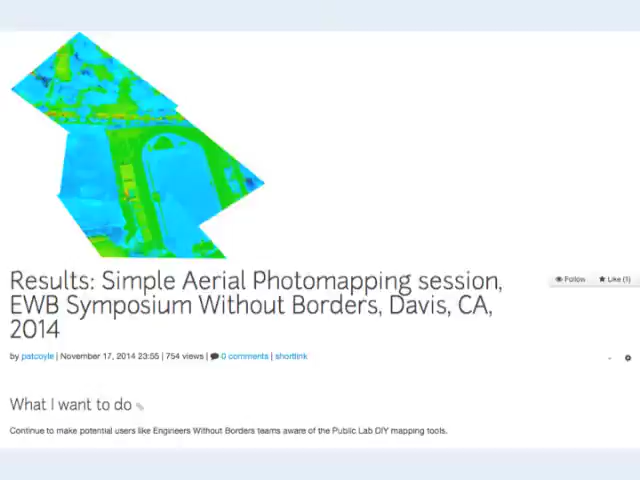 Results: Simple Aerial Photomapping session,
EWB Symposium Without Borders, Davis, CA,
2014
Follow
Like (1)
by patcoyle | November 17, 2014 23:55 | 754 views | 0 comments | shortlink
What I want to do
Continue to make potential users like Engineers Without Borders teams aware of the Public Lab DIY mapping tools.